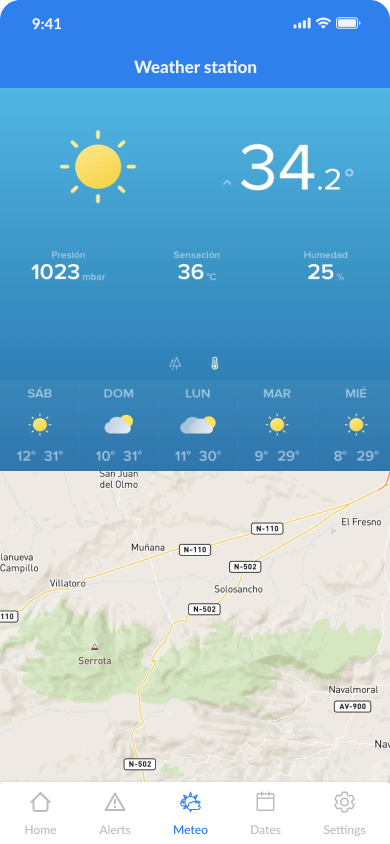 9:41
Weather station
34.2°
Presión Sensación Humedad
1023 mbar 36 °C 25 %
SÁB DOM LUN MAR MIÉ
12° 31° 10° 31° 11° 30° 9° 29° 8° 29°
San Juan
del Olmo
N-110
El Fresno
Muñana N-110
lanueva
Campillo
N-502
Villatoro
Solosancho
N-502
110
Serrota
Navalmoral
AV-900
Nav
N-502
Home Alerts Meteo Dates Settings